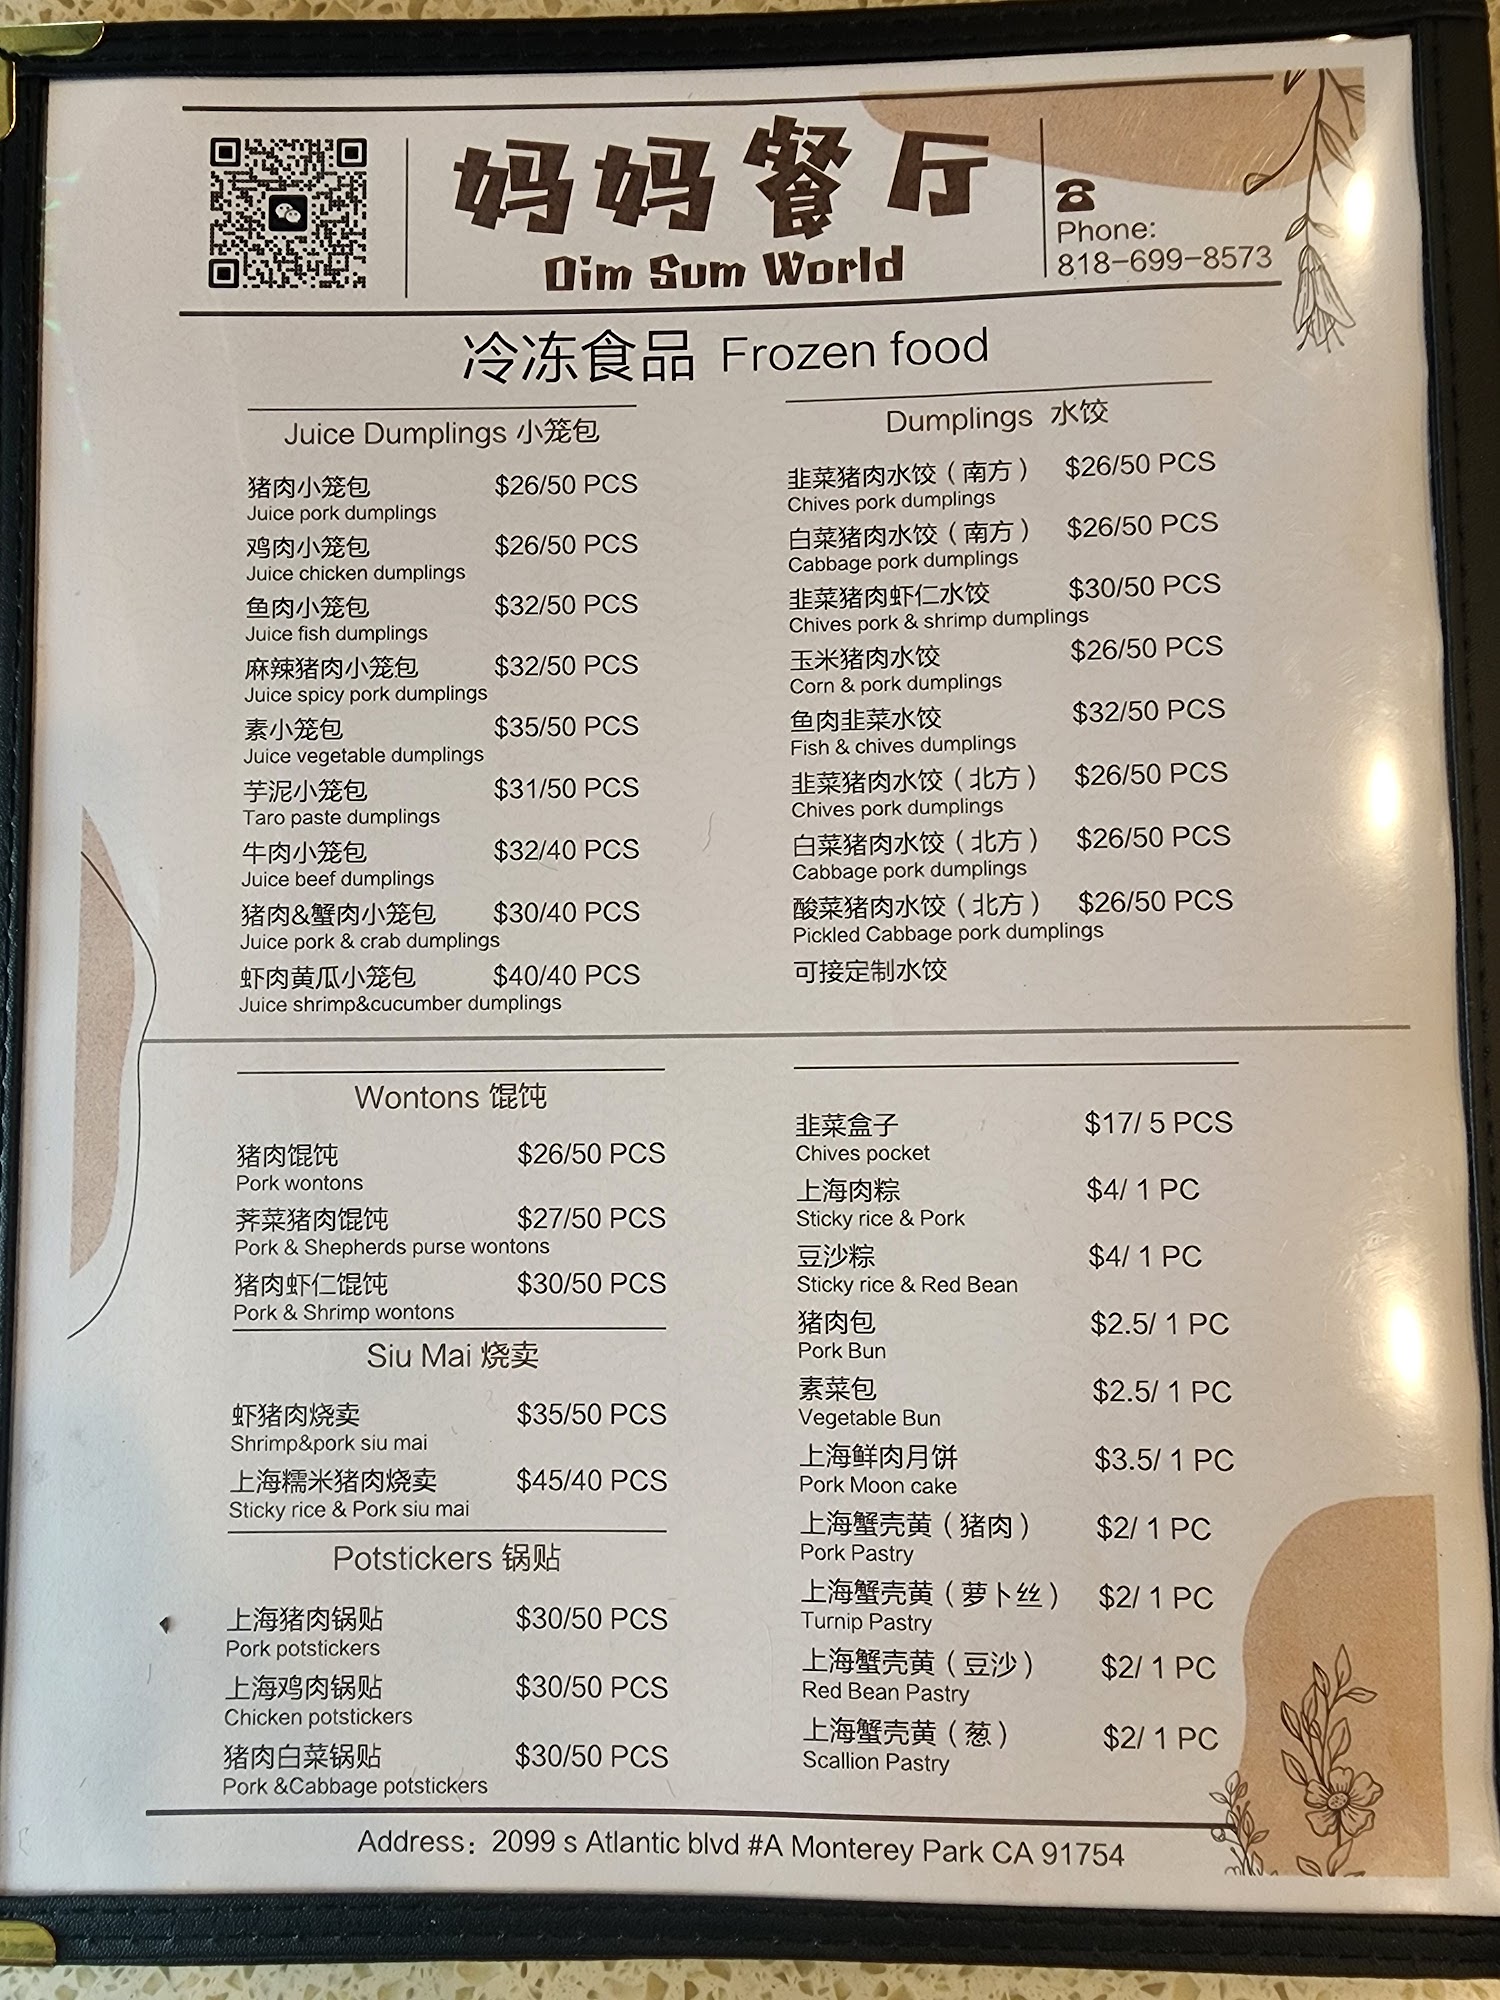 妈妈餐厅
Dim Sum World
Phone:
818-699-8573
冷冻食品 Frozen food
Juice Dumplings 小笼包
猪肉小笼包 $26/50 PCS
Juice pork dumplings
鸡肉小笼包 $26/50 PCS
Juice chicken dumplings
鱼肉小笼包 $32/50 PCS
Juice fish dumplings
麻辣猪肉小笼包 $32/50 PCS
Juice spicy pork dumplings
素小笼包 $35/50 PCS
Juice vegetable dumplings
芋泥小笼包 $31/50 PCS
Taro paste dumplings
牛肉小笼包 $32/40 PCS
Juice beef dumplings
猪肉&蟹肉小笼包 $30/40 PCS
Juice pork & crab dumplings
虾肉黄瓜小笼包 $40/40 PCS
Juice shrimp&cucumber dumplings
Dumplings 水饺
韭菜猪肉水饺（南方） $26/50 PCS
Chives pork dumplings
白菜猪肉水饺（南方） $26/50 PCS
Cabbage pork dumplings
韭菜猪肉虾仁水饺 $30/50 PCS
Chives pork & shrimp dumplings
玉米猪肉水饺 $26/50 PCS
Corn & pork dumplings
鱼肉韭菜水饺 $32/50 PCS
Fish & chives dumplings
韭菜猪肉水饺（北方） $26/50 PCS
Chives pork dumplings
白菜猪肉水饺（北方） $26/50 PCS
Cabbage pork dumplings
酸菜猪肉水饺（北方） $26/50 PCS
Pickled Cabbage pork dumplings
可接定制水饺
Wontons 馄饨
猪肉馄饨 $26/50 PCS
Pork wontons
荠菜猪肉馄饨 $27/50 PCS
Pork & Shepherds purse wontons
猪肉虾仁馄饨 $30/50 PCS
Pork & Shrimp wontons
Siu Mai 烧卖
虾猪肉烧卖 $35/50 PCS
Shrimp&pork siu mai
上海糯米猪肉烧卖 $45/40 PCS
Sticky rice & Pork siu mai
Potstickers 锅贴
上海猪肉锅贴 $30/50 PCS
Pork potstickers
上海鸡肉锅贴 $30/50 PCS
Chicken potstickers
猪肉白菜锅贴 $30/50 PCS
Pork &Cabbage potstickers
韭菜盒子 $17/ 5 PCS
Chives pocket
上海肉粽 $4/ 1 PC
Sticky rice & Pork
豆沙粽 $4/ 1 PC
Sticky rice & Red Bean
猪肉包 $2.5/ 1 PC
Pork Bun
素菜包 $2.5/ 1 PC
Vegetable Bun
上海鲜肉月饼 $3.5/ 1 PC
Pork Moon cake
上海蟹壳黄（猪肉） $2/ 1 PC
Pork Pastry
上海蟹壳黄（萝卜丝） $2/ 1 PC
Turnip Pastry
上海蟹壳黄（豆沙） $2/ 1 PC
Red Bean Pastry
上海蟹壳黄（葱） $2/ 1 PC
Scallion Pastry
Address：2099 s Atlantic blvd #A Monterey Park CA 91754